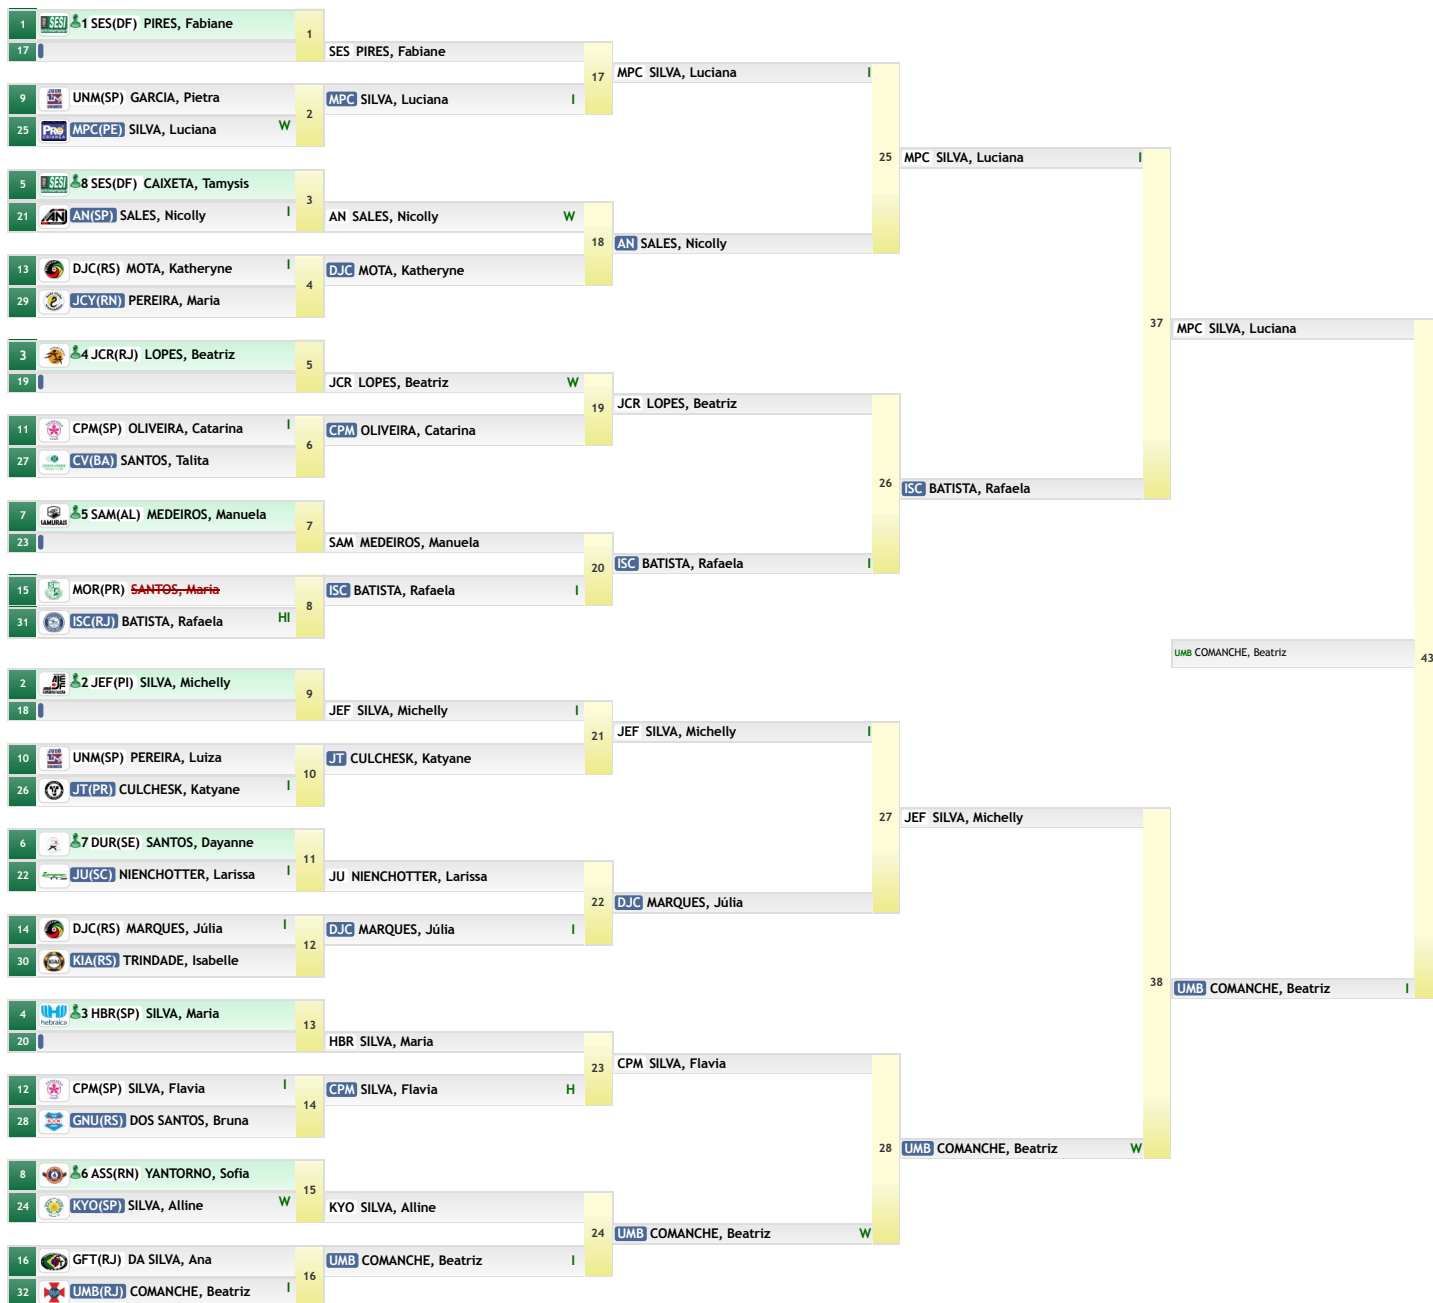 1 SESI 1 SES(DF) PIRES, Fabiane
17
1
SES PIRES, Fabiane
9 UNM(SP) GARCIA, Pietra
25 MPC(PE) SILVA, Luciana W
2
MPC SILVA, Luciana I
17
MPC SILVA, Luciana I
5 SESI 8 SES(DF) CAIXETA, Tamysis
21 AN AN(SP) SALES, Nicolly I
3
AN SALES, Nicolly W
13 DJC(RS) MOTA, Katheryne I
29 JCY(RN) PEREIRA, Maria
4
DJC MOTA, Katheryne
18
AN SALES, Nicolly
25
MPC SILVA, Luciana I
3 4 JCR(RJ) LOPES, Beatriz
19
5
JCR LOPES, Beatriz W
11 CPM(SP) OLIVEIRA, Catarina I
27 CV(BA) SANTOS, Talita
6
CPM OLIVEIRA, Catarina
19
JCR LOPES, Beatriz
7 SAMURAIS 5 SAM(AL) MEDEIROS, Manuela
23
7
SAM MEDEIROS, Manuela
15 MOR(PR) SANTOS, Maria
31 ISC(RJ) BATISTA, Rafaela HI
8
ISC BATISTA, Rafaela I
20
ISC BATISTA, Rafaela I
26
ISC BATISTA, Rafaela
37
MPC SILVA, Luciana
UMB COMANCHE, Beatriz
43
2 2 JEF(PI) SILVA, Michelly
18
9
JEF SILVA, Michelly I
10 UNM(SP) PEREIRA, Luiza
26 JT(PR) CULCHESK, Katyane I
10
JT CULCHESK, Katyane
21
JEF SILVA, Michelly I
6 7 DUR(SE) SANTOS, Dayanne
22 JU(SC) NIENCHOTTER, Larissa I
11
JU NIENCHOTTER, Larissa
14 DJC(RS) MARQUES, Júlia I
30 KIA(RS) TRINDADE, Isabelle
12
DJC MARQUES, Júlia I
22
DJC MARQUES, Júlia
27
JEF SILVA, Michelly
4 hebraica 3 HBR(SP) SILVA, Maria
20
13
HBR SILVA, Maria
12 CPM(SP) SILVA, Flavia I
28 GNU(RS) DOS SANTOS, Bruna
14
CPM SILVA, Flavia H
23
CPM SILVA, Flavia
8 6 ASS(RN) YANTORNO, Sofia
24 KYO(SP) SILVA, Alline W
15
KYO SILVA, Alline
16 GFT(RJ) DA SILVA, Ana
32 UMB(RJ) COMANCHE, Beatriz I
16
UMB COMANCHE, Beatriz I
24
UMB COMANCHE, Beatriz W
28
UMB COMANCHE, Beatriz W
38
UMB COMANCHE, Beatriz I